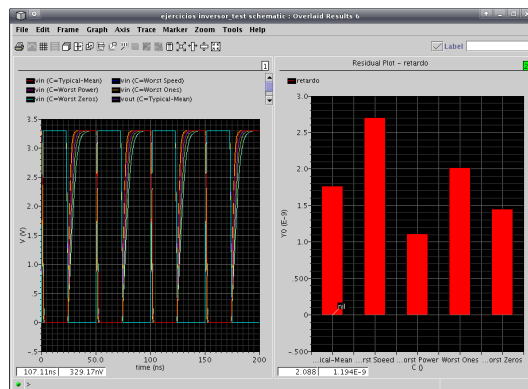 ejercicios inversor_test schematic : Overlaid Results 6
File Edit Frame Graph Axis Trace Marker Zoom Tools Help
Label
1
2
vin (C=Typical-Mean) vin (C=Worst Speed)
vin (C=Worst Power) vin (C=Worst Ones)
vin (C=Worst Zeros) vout (C=Typical-Mean)
3.5
3.0
2.5
2.0
1.5
1.0
.5
0
-.5
V (V)
0 50.0 100 150 200
time (ns)
107.11ns 329.17mV
Residual Plot - retardo
retardo
3.0
2.5
2.0
1.5
1.0
.5
0
-.500
Y0 (E-9)
nil
...ical-Mean ...rst Speed ...orst Power Worst Ones ...orst Zeros
C ()
2.088 1.194E-9
>